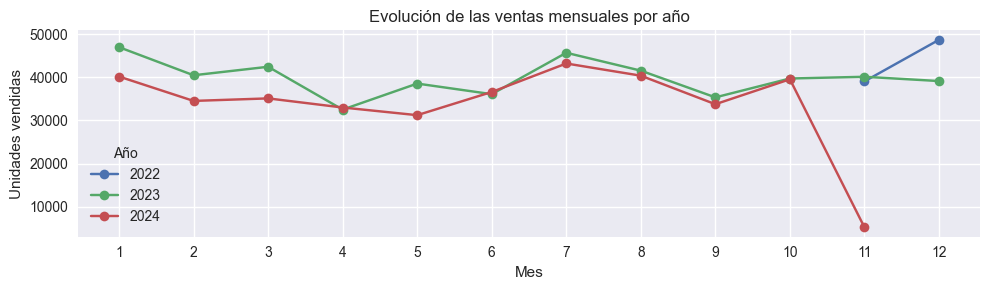 Evolución de las ventas mensuales por año
Unidades vendidas
50000
40000
30000
20000
10000
Año
2022
2023
2024
1 2 3 4 5 6 7 8 9 10 11 12
Mes